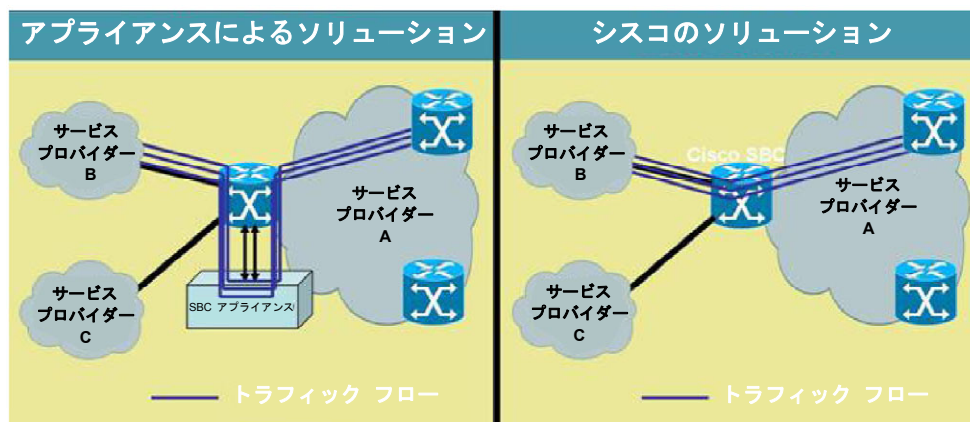 アプライアンスによるソリューション
サービス
プロバイダー
B
サービス
プロバイダー
A
サービス
プロバイダー
C
SBC アプライアンス
トラフィック フロー
シスコのソリューション
サービス
プロバイダー
B
Cisco SBC
サービス
プロバイダー
A
サービス
プロバイダー
C
トラフィック フロー